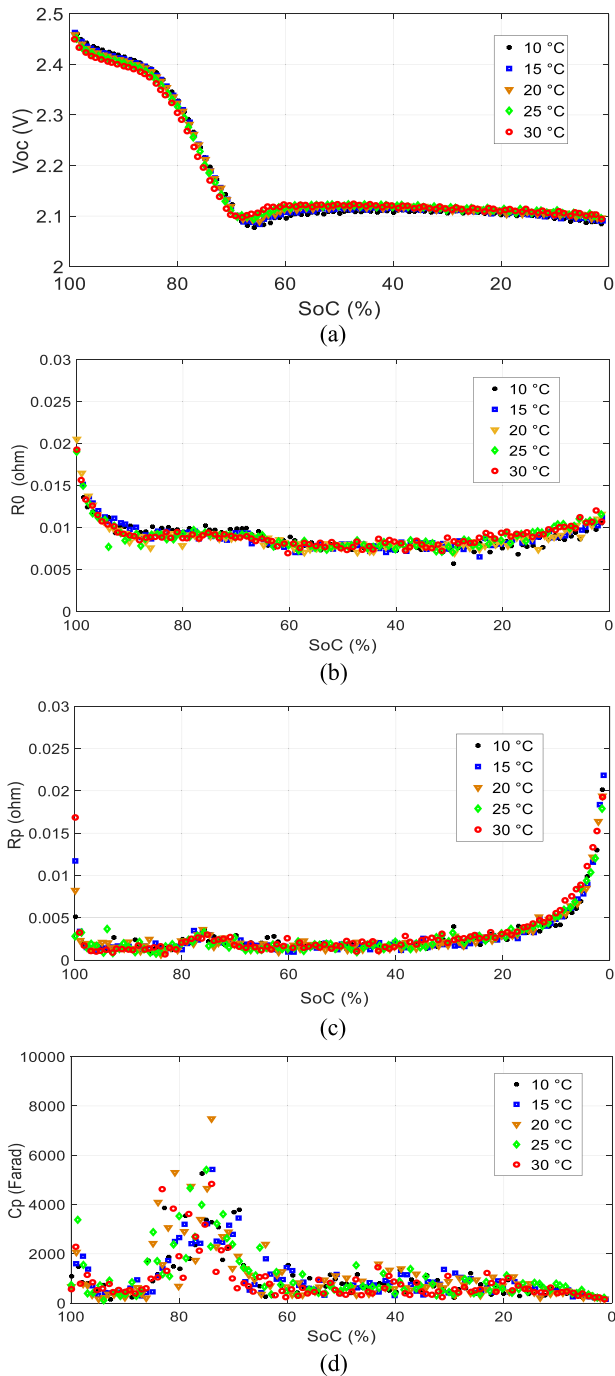 2.5
2.4
2.3
2.2
2.1
2
Voc (V)
10 °C
15 °C
20 °C
25 °C
30 °C
100 80 60 40 20 0
SoC (%)
(a)
0.03
0.025
0.02
0.015
0.01
0.005
0
R0 (ohm)
10 °C
15 °C
20 °C
25 °C
30 °C
100 80 60 40 20 0
SoC (%)
(b)
0.03
0.025
0.02
0.015
0.01
0.005
0
Rp (ohm)
10 °C
15 °C
20 °C
25 °C
30 °C
100 80 60 40 20 0
SoC (%)
(c)
10000
8000
6000
4000
2000
0
Cp (Farad)
10 °C
15 °C
20 °C
25 °C
30 °C
100 80 60 40 20 0
SoC (%)
(d)